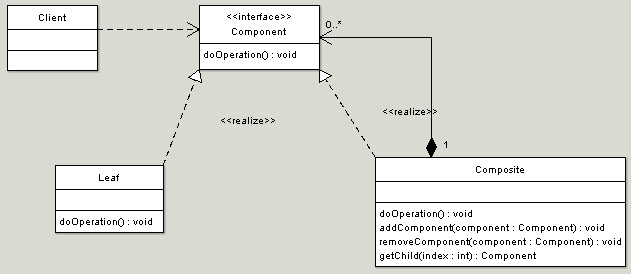 Client
<<interface>>
Component
doOperation() : void
0..*
<<realize>>
<<realize>>
1
Leaf
doOperation() : void
Composite
doOperation() : void
addComponent(component : Component) : void
removeComponent(component : Component) : void
getChild(index : int) : Component